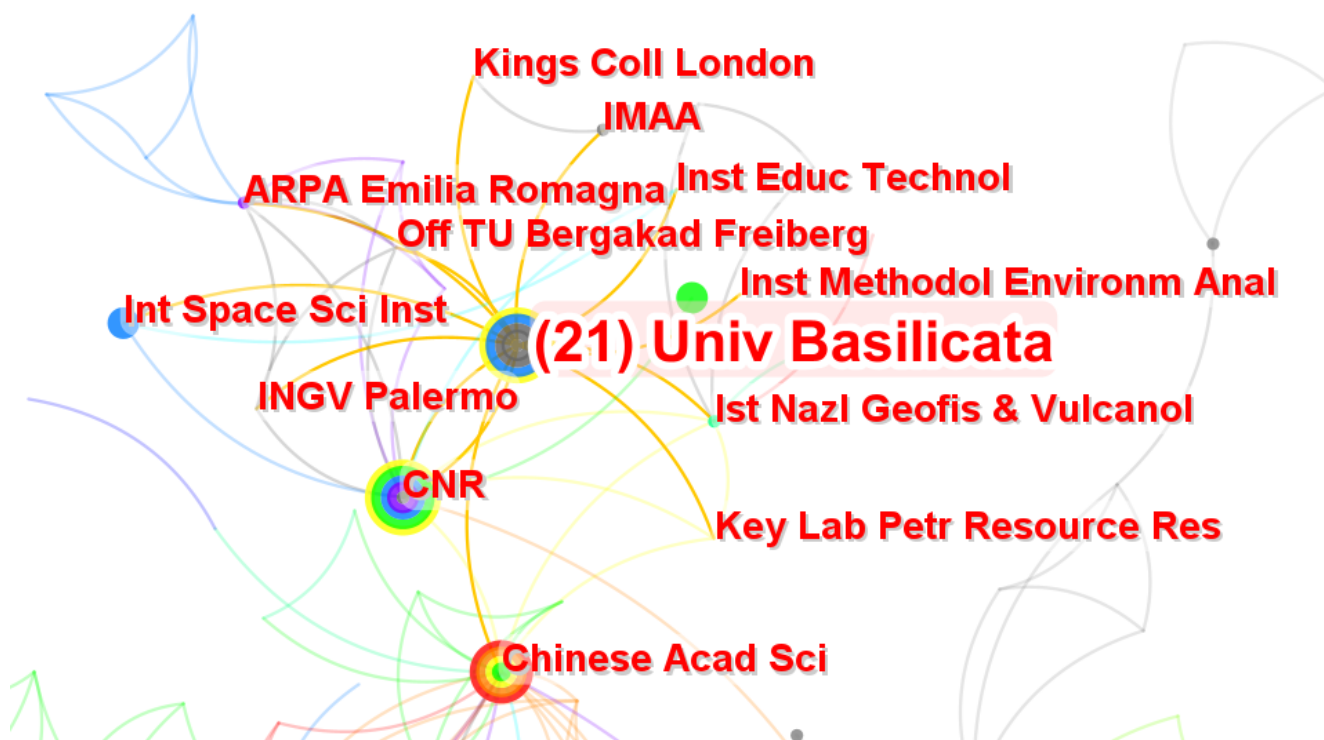 Kings Coll London
IMAA
Inst Educ Technol
ARPA Emilia Romagna
Off TU Bergakad Freiberg
Inst Methodol Environm Anal
Int Space Sci Inst
(21) Univ Basilicata
INGV Palermo
Ist Nazl Geofis & Vulcanol
CNR
Key Lab Petr Resource Res
Chinese Acad Sci